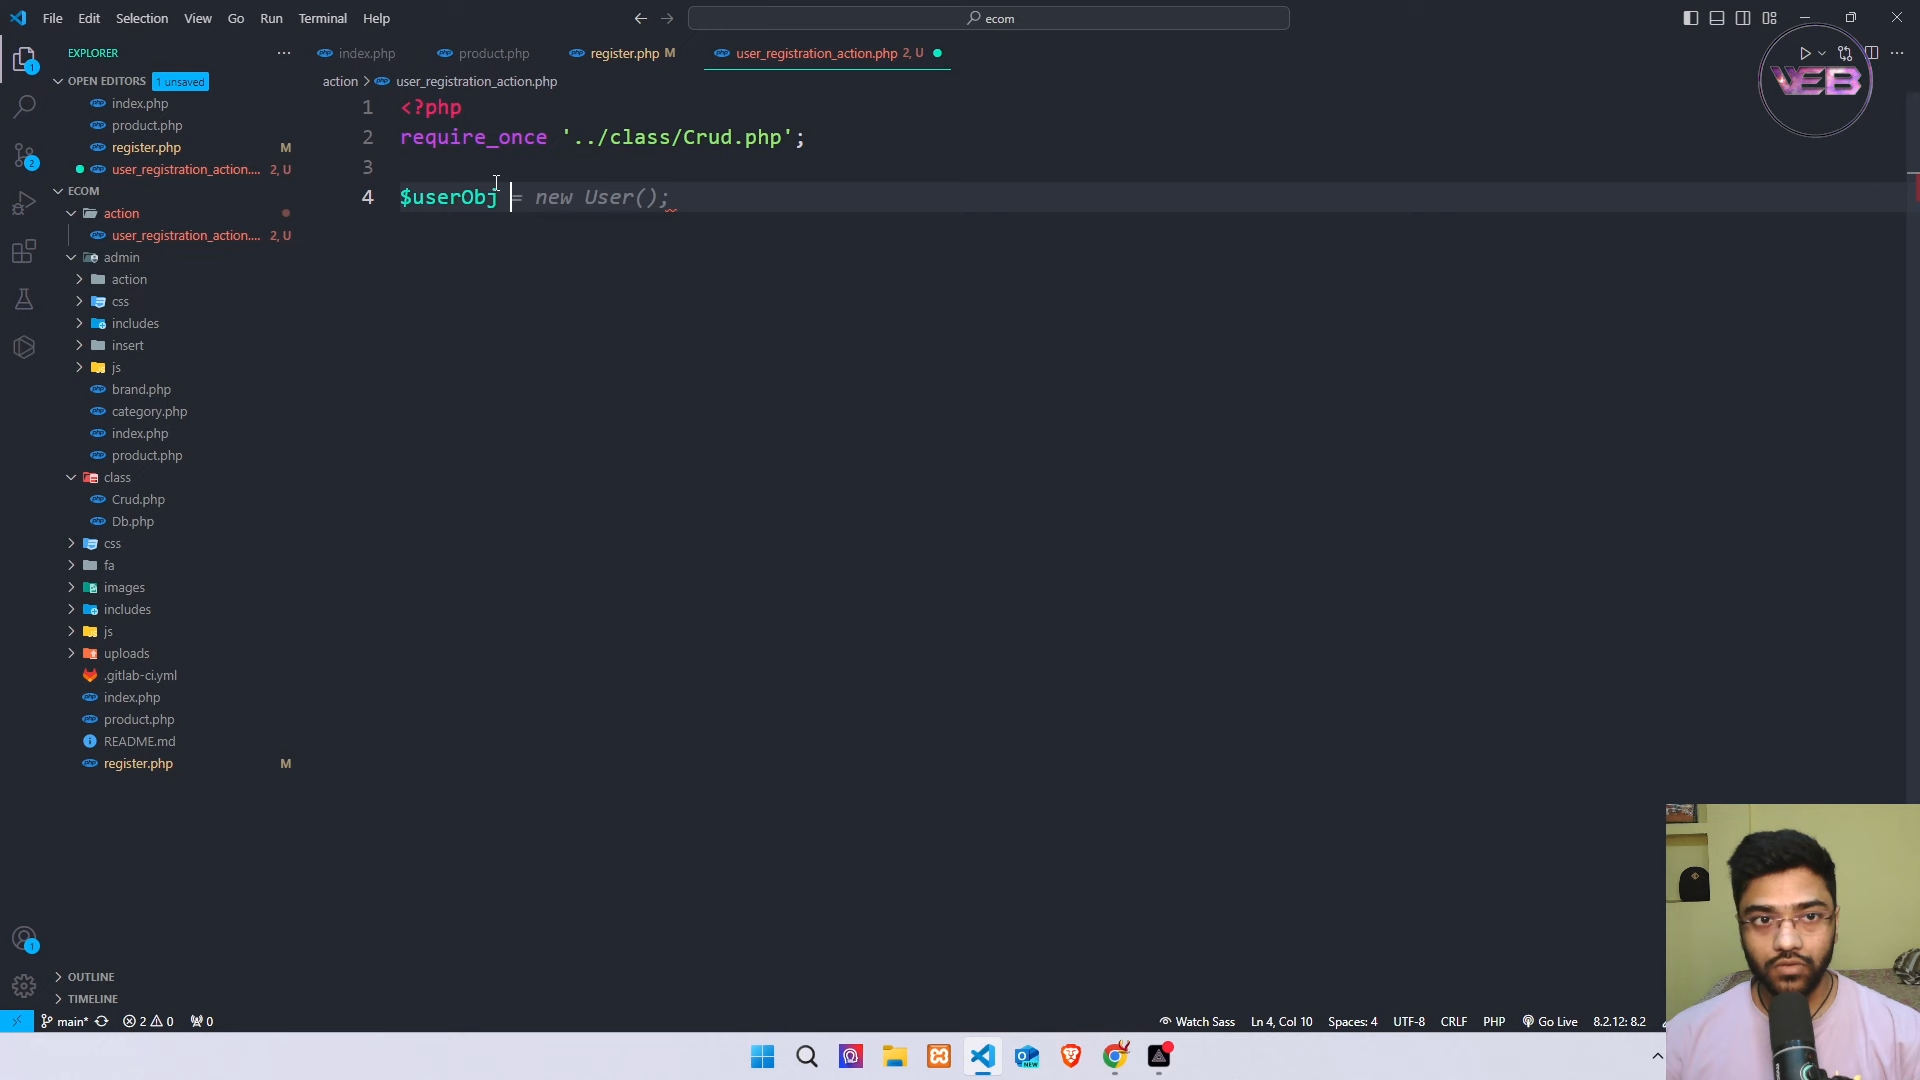 File Edit Selection View Go Run Terminal Help
ecom
EXPLORER
index.php
product.php
register.php M
user_registration_action.php 2, U
OPEN EDITORS 1 unsaved
index.php
product.php
register.php M
user_registration_action.... 2, U
ECOM
action
user_registration_action.... 2, U
admin
action
css
includes
insert
js
brand.php
category.php
index.php
product.php
class
Crud.php
Db.php
css
fa
images
includes
js
uploads
.gitlab-ci.yml
index.php
product.php
README.md
register.php M
OUTLINE
TIMELINE
action > user_registration_action.php
1 <?php
2 require_once '../class/Crud.php';
3
4 $userObj = new User();
VEB
main* 2 0 0
Watch Sass Ln 4, Col 10 Spaces: 4 UTF-8 CRLF PHP Go Live 8.2.12: 8.2